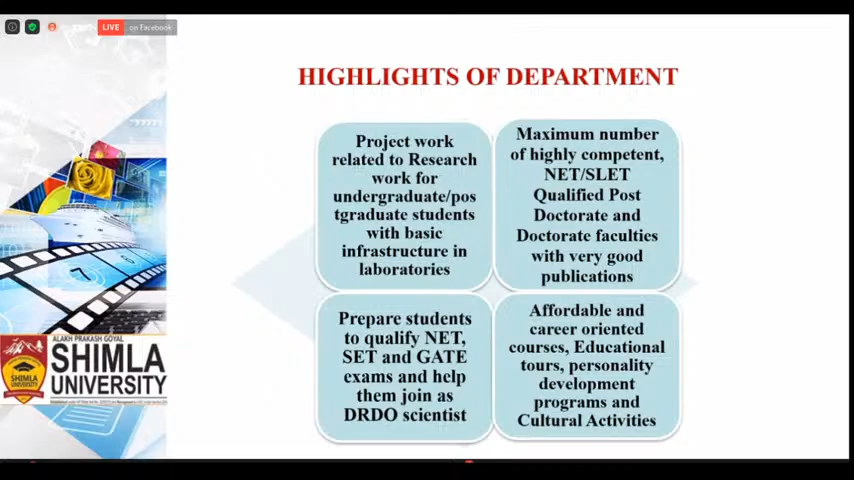 LIVE on Facebook
HIGHLIGHTS OF DEPARTMENT
Project work
related to Research
work for
undergraduate/pos
tgraduate students
with basic
infrastructure in
laboratories
Maximum number
of highly competent,
NET/SLET
Qualified Post
Doctorate and
Doctorate faculties
with very good
publications
Prepare students
to qualify NET,
SET and GATE
exams and help
them join as
DRDO scientist
Affordable and
career oriented
courses, Educational
tours, personality
development
programs and
Cultural Activities
7
ALAKH PRAKASH GOYAL
SHIMLA
UNIVERSITY